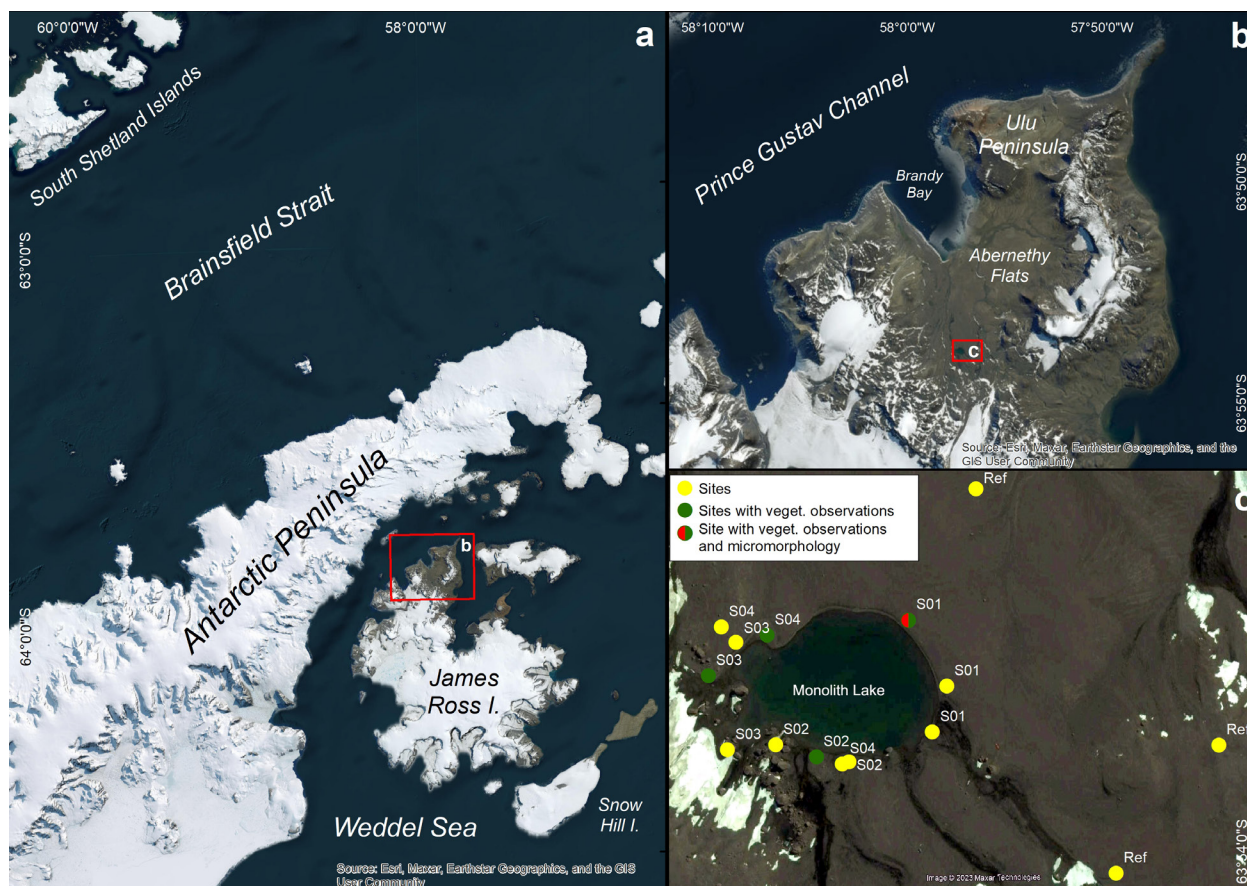 60°0'0"W
58°0'0"W
a
South Shetland Islands
Brainsfield Strait
63°0'0"S
Antarctic Peninsula
b
64°0'0"S
James
Ross I.
Snow
Hill I.
Weddel Sea
Source: Esri, Maxar, Earthstar Geographics, and the GIS
User Community
58°10'0"W
58°0'0"W
57°50'0"W
b
Prince Gustav Channel
Ulu
Peninsula
Brandy
Bay
63°50'0"S
Abernethy
Flats
c
63°55'0"S
Source: Esri, Maxar, Earthstar Geographics, and the
GIS User Community
Sites
Sites with veget. observations
Site with veget. observations
and micromorphology
Ref
c
S04
S03
S04
S01
S03
Monolith Lake
S01
S01
Ref
S03
S02
S02
S04
S02
63°54'0"S
Ref
Image © 2023 Maxar Technologies